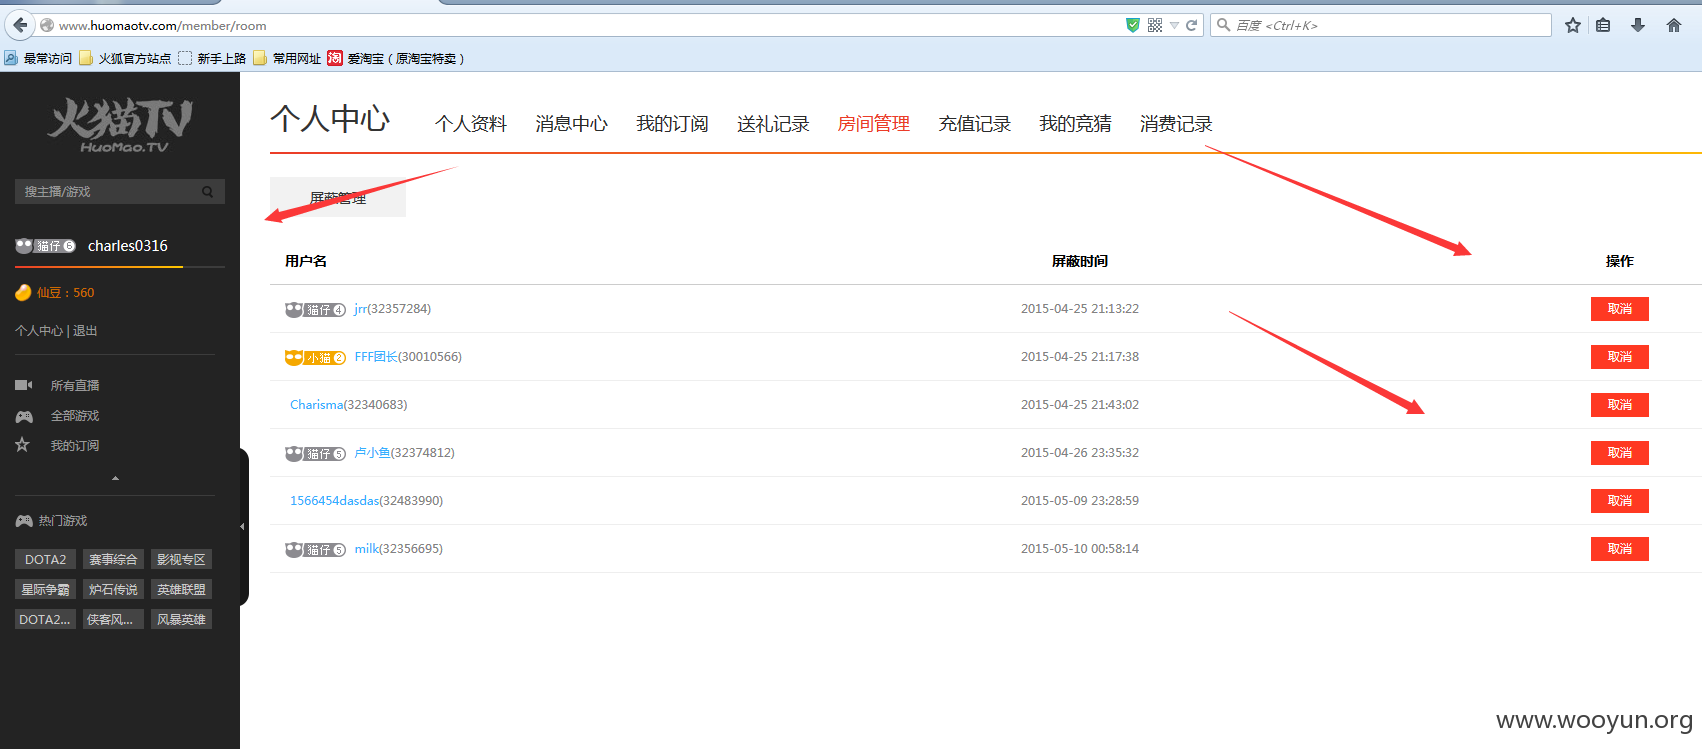 www.huomaotv.com/member/room
百度 <Ctrl+K>
最常访问 火狐官方站点 新手上路 常用网址 淘 爱淘宝（原淘宝特卖）
火猫TV
HuoMao.TV
个人中心 个人资料 消息中心 我的订阅 送礼记录 房间管理 充值记录 我的竞猜 消费记录
搜主播/游戏
屏蔽管理
猫仔 6 charles0316
仙豆：560
个人中心 | 退出
所有直播
全部游戏
我的订阅
热门游戏
DOTA2 赛事综合 影视专区
星际争霸 炉石传说 英雄联盟
DOTA2... 侠客风... 风暴英雄
用户名 屏蔽时间 操作
猫仔 4 jrr(32357284) 2015-04-25 21:13:22 取消
小猫 2 FFF团长(30010566) 2015-04-25 21:17:38 取消
Charisma(32340683) 2015-04-25 21:43:02 取消
猫仔 5 卢小鱼(32374812) 2015-04-26 23:35:32 取消
1566454dasdas(32483990) 2015-05-09 23:28:59 取消
猫仔 5 milk(32356695) 2015-05-10 00:58:14 取消
www.wooyun.org